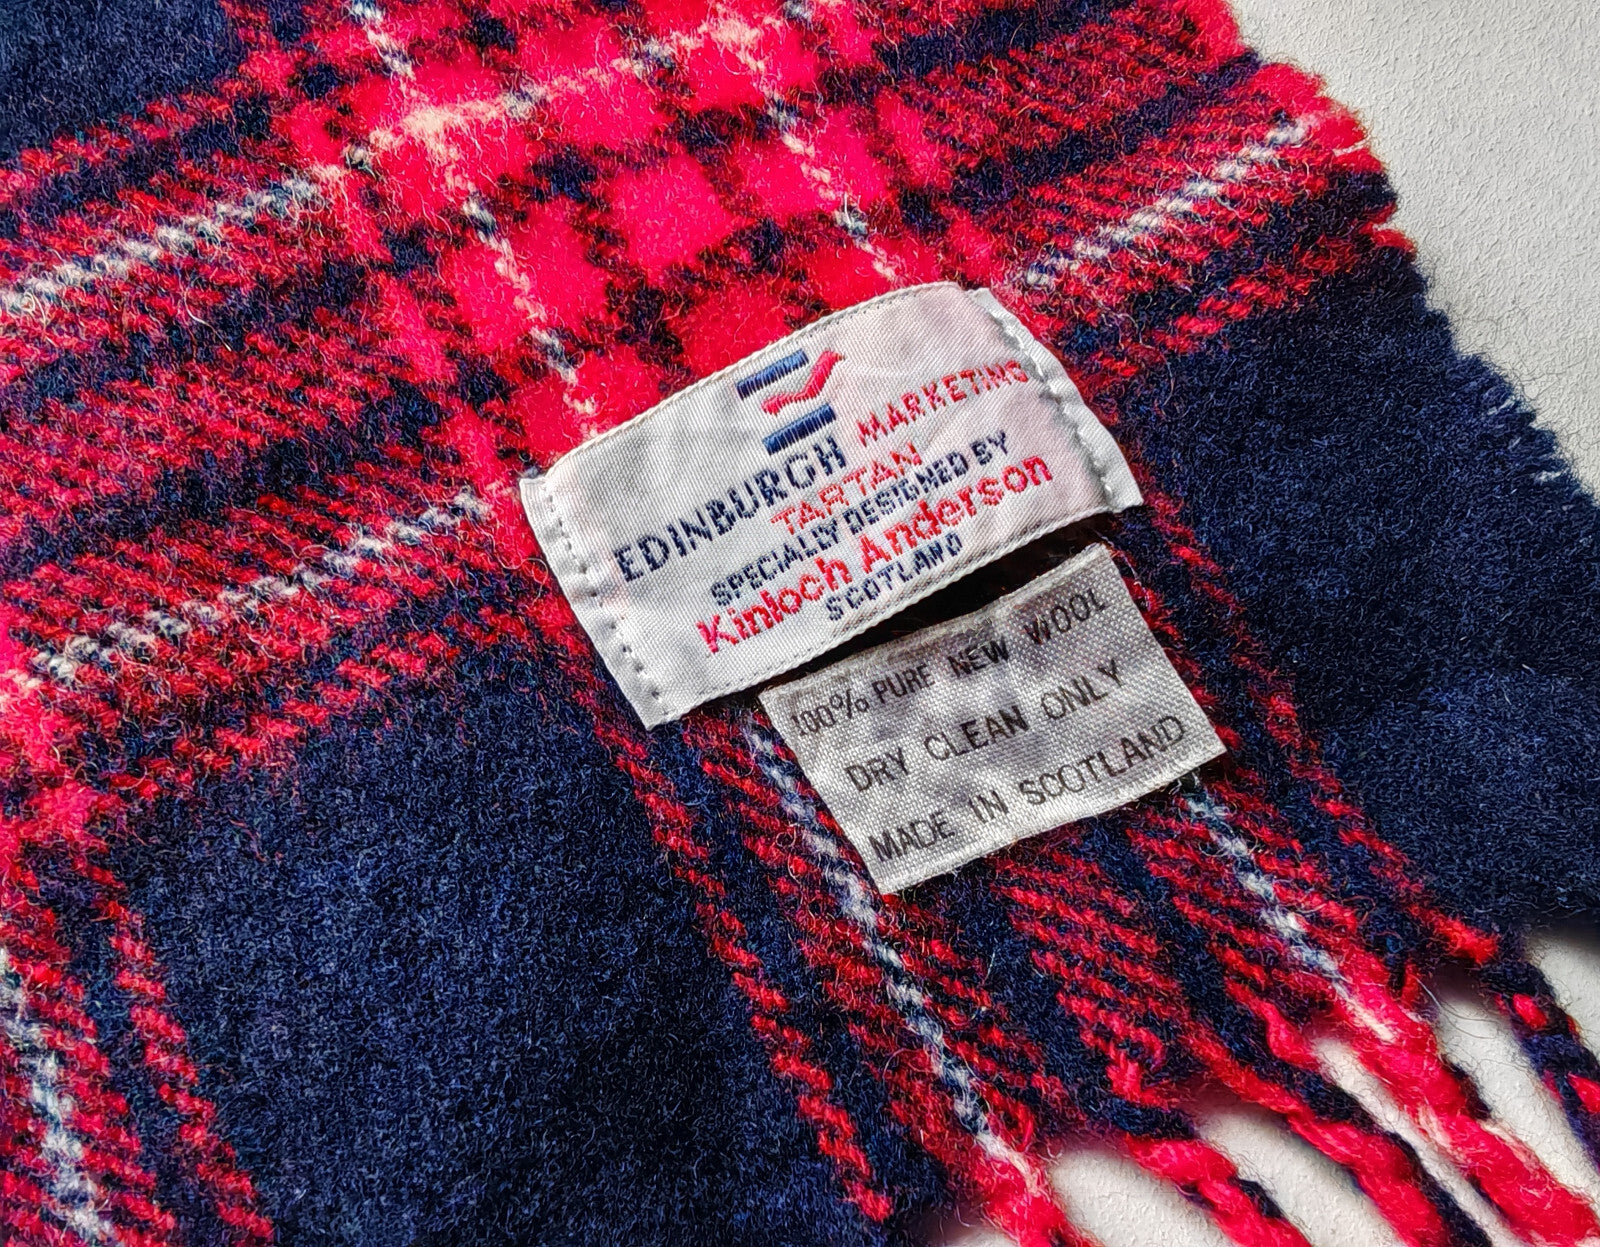 EDINBURGH MARKETING
TARTAN
SPECIALLY DESIGNED BY
Kinloch Anderson
SCOTLAND
100% PURE NEW WOOL
DRY CLEAN ONLY
MADE IN SCOTLAND